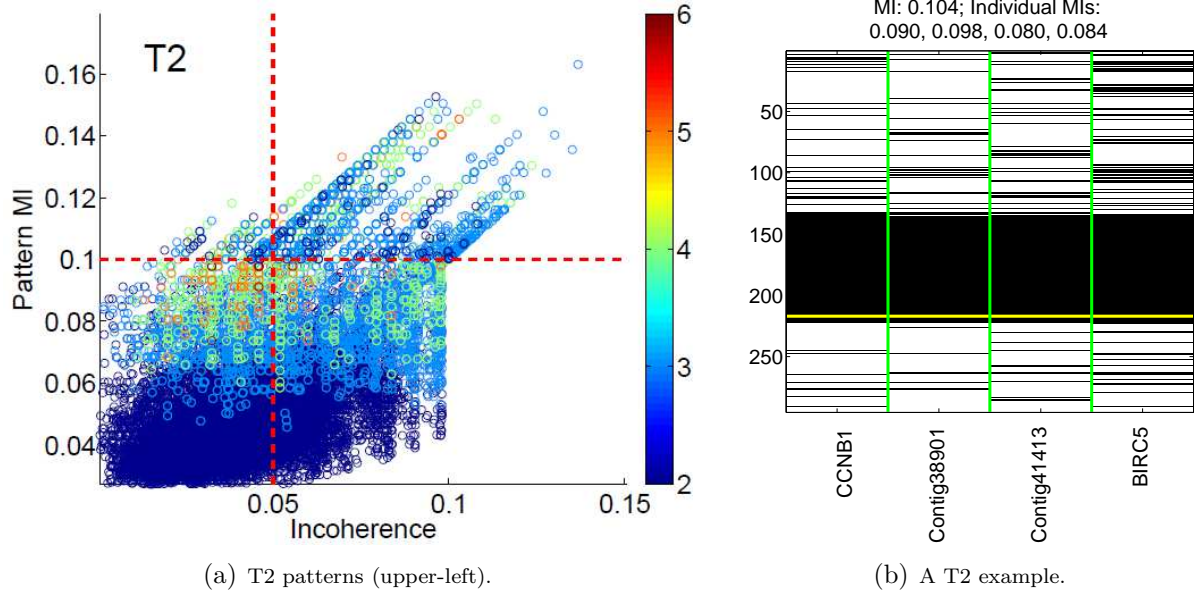 T2
0.16
0.14
0.12
0.1
0.08
0.06
0.04
Pattern MI
0.05
0.1
0.15
Incoherence
6
5
4
3
2
(a) T2 patterns (upper-left).
MI: 0.104; Individual MIs:
0.090, 0.098, 0.080, 0.084
50
100
150
200
250
CCNB1
Contig38901
Contig41413
BIRC5
(b) A T2 example.